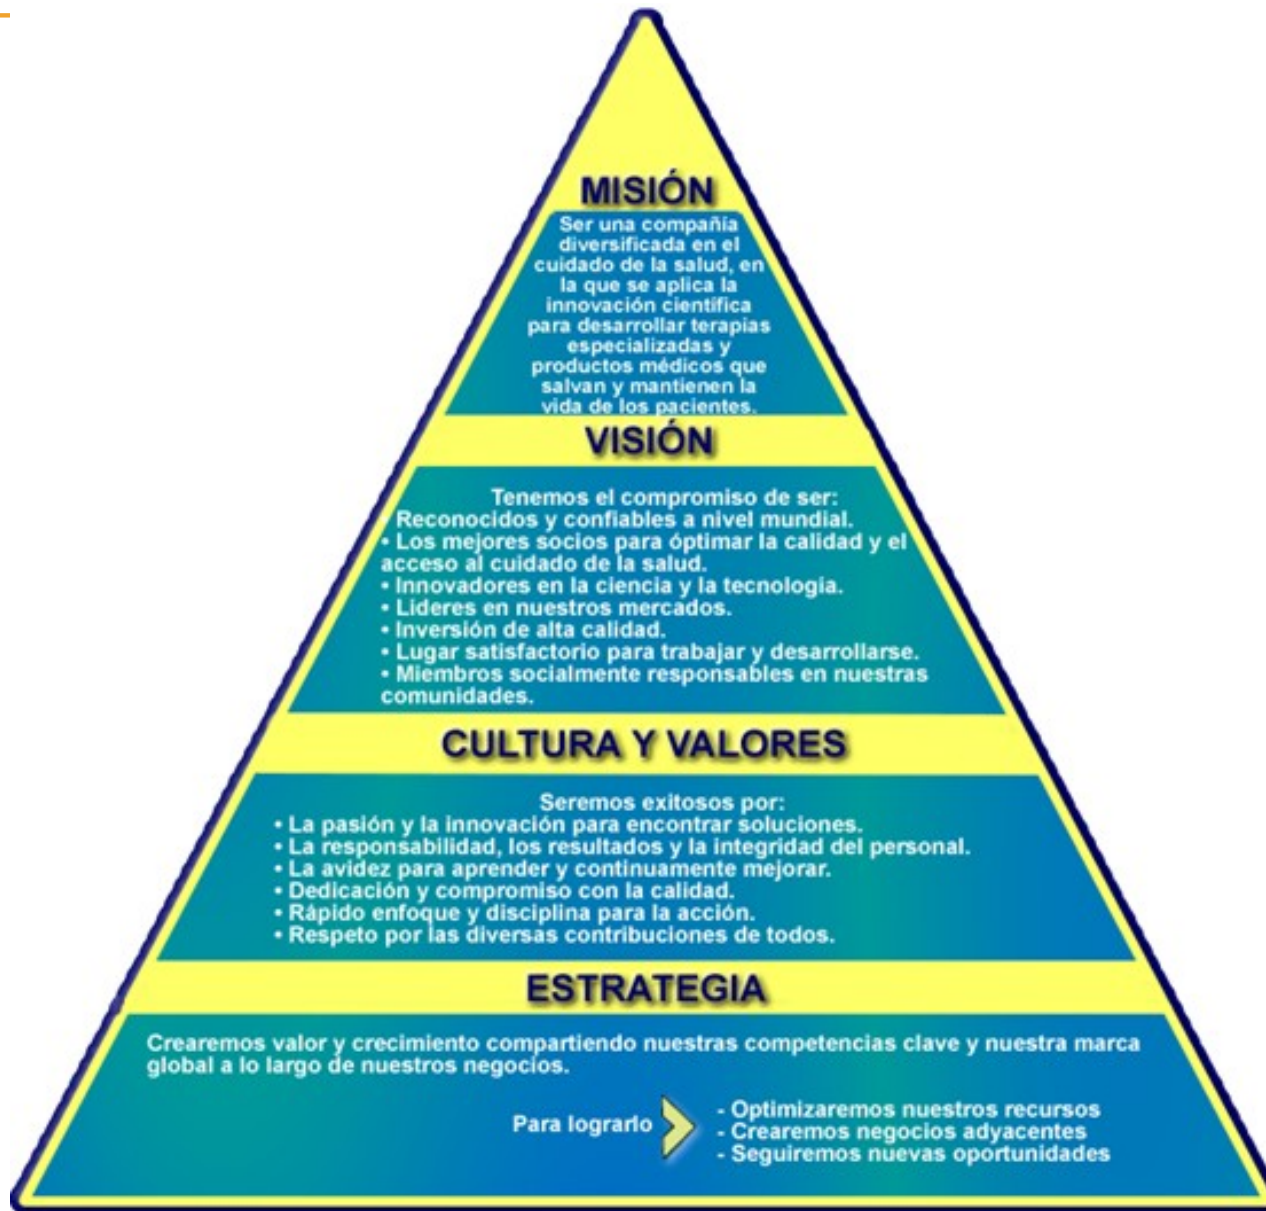 MISIÓN
Ser una compañía
diversificada en el
cuidado de la salud, en
la que se aplica la
innovación científica
para desarrollar terapias
especializadas y
productos médicos que
salvan y mantienen la
vida de los pacientes.
VISIÓN
Tenemos el compromiso de ser:
Reconocidos y confiables a nivel mundial.
• Los mejores socios para óptimar la calidad y el
acceso al cuidado de la salud.
• Innovadores en la ciencia y la tecnología.
• Lideres en nuestros mercados.
• Inversión de alta calidad.
• Lugar satisfactorio para trabajar y desarrollarse.
• Miembros socialmente responsables en nuestras
comunidades.
CULTURA Y VALORES
Seremos exitosos por:
• La pasión y la innovación para encontrar soluciones.
• La responsabilidad, los resultados y la integridad del personal.
• La avidez para aprender y continuamente mejorar.
• Dedicación y compromiso con la calidad.
• Rápido enfoque y disciplina para la acción.
• Respeto por las diversas contribuciones de todos.
ESTRATEGIA
Crearemos valor y crecimiento compartiendo nuestras competencias clave y nuestra marca
global a lo largo de nuestros negocios.
Para lograrlo
- Optimizaremos nuestros recursos
- Crearemos negocios adyacentes
- Seguiremos nuevas oportunidades